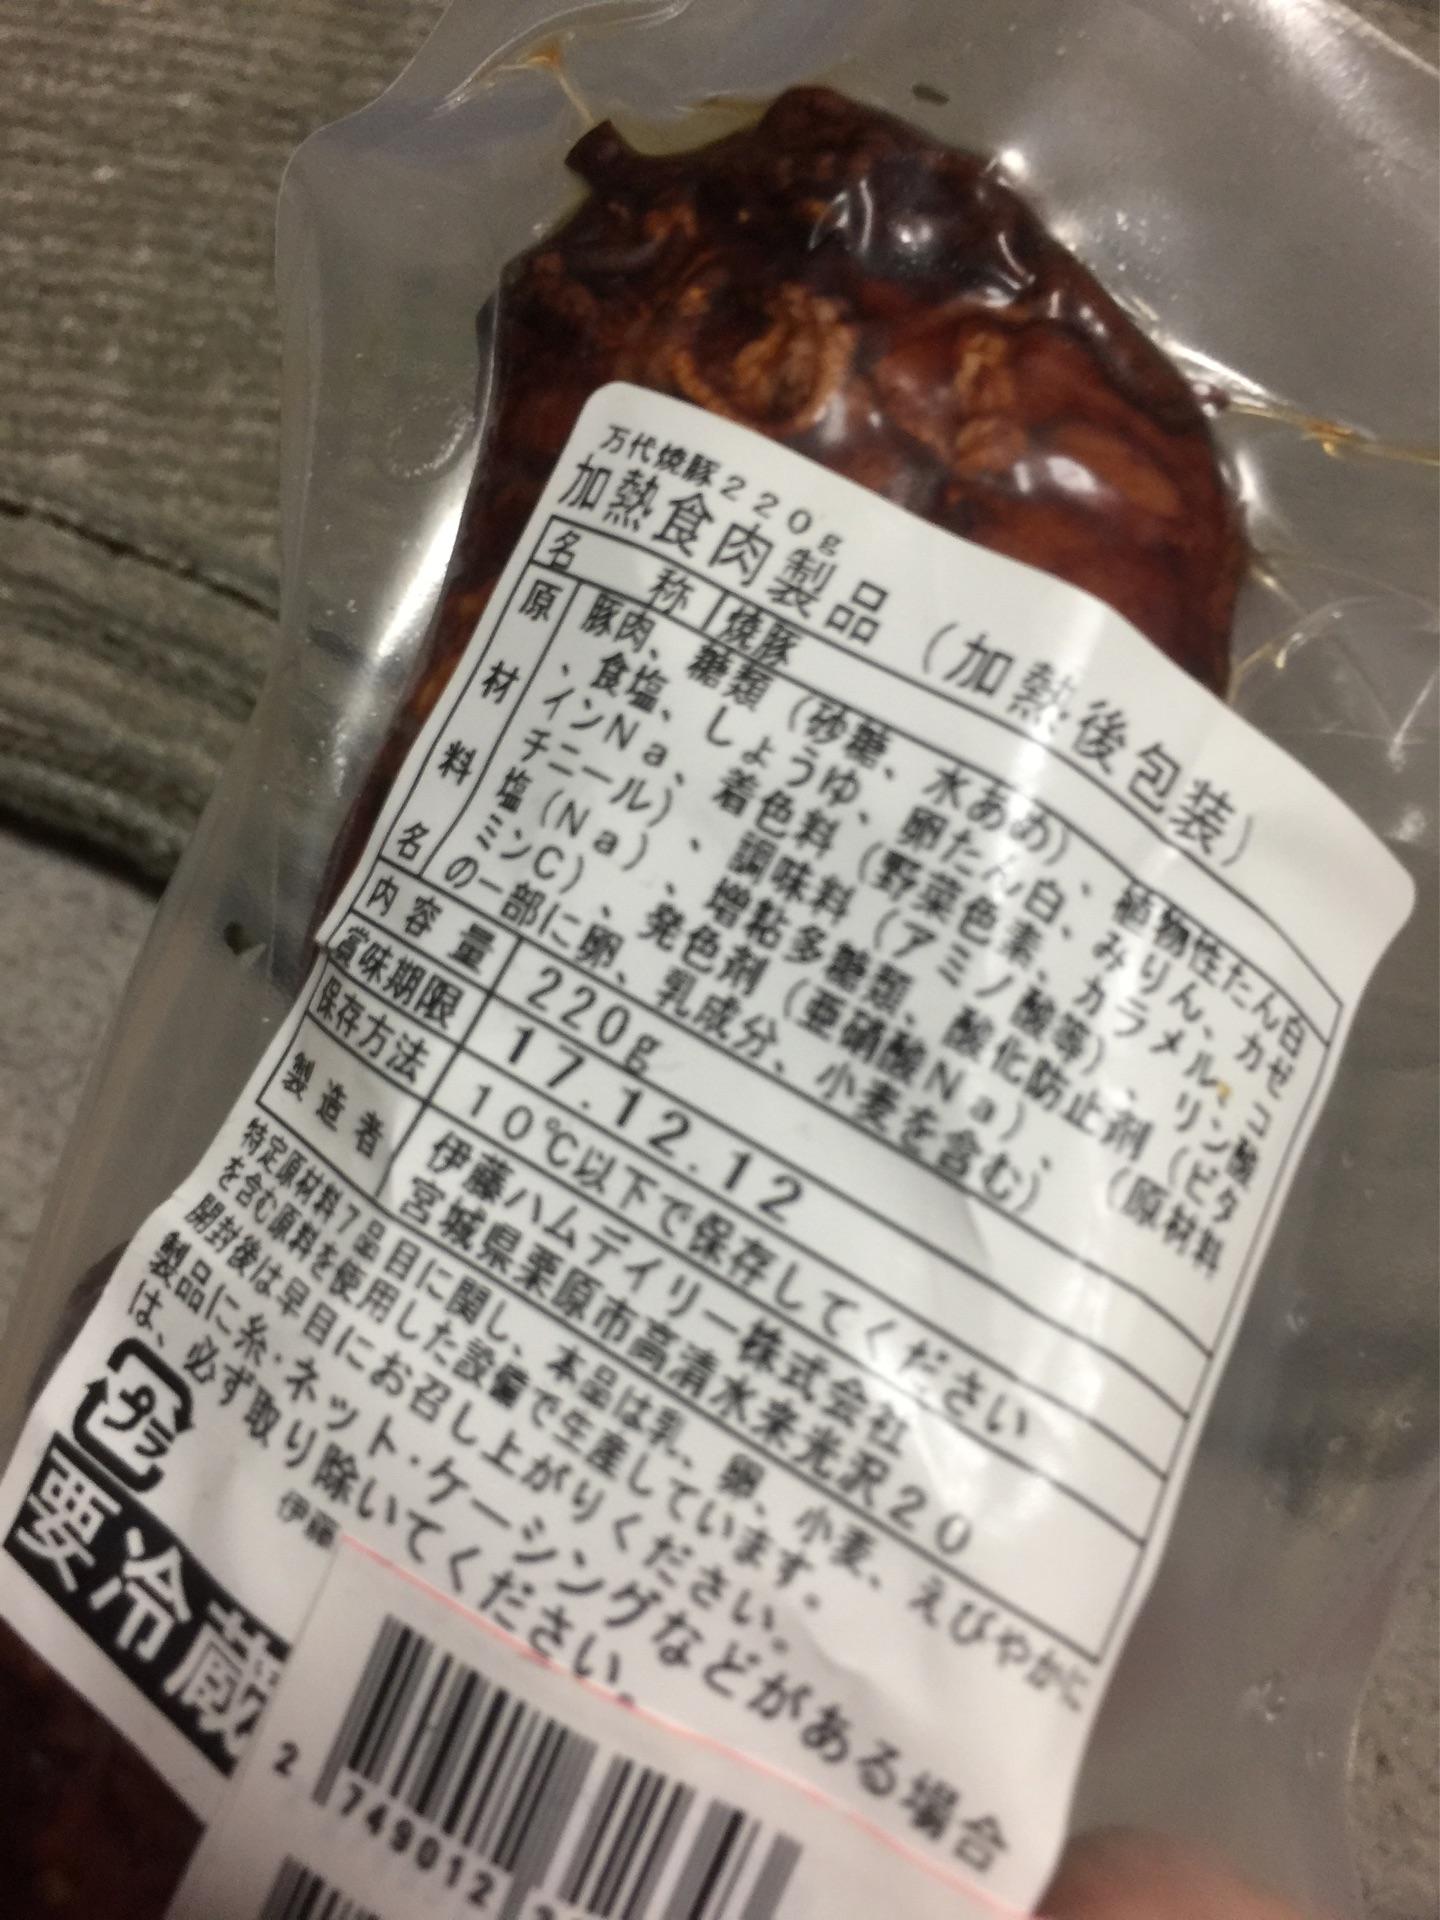 万代焼豚220g
加熱食肉製品（加熱後包装）
名称 焼豚
原材料名 豚肉、糖類（砂糖、水あめ）、植物性たん白
、食塩、しょうゆ、卵たん白、みりん、カゼ
インNa、着色料（野菜色素、カラメル、コ
チニール）、調味料（アミノ酸等）、リン酸
塩（Na）、増粘多糖類、酸化防止剤（ビタ
ミンC）、発色剤（亜硝酸Na）、（原材料
の一部に卵、乳成分、小麦を含む）
内容量 220g
賞味期限 17.12.12
保存方法 10℃以下で保存してください
製造者 伊藤ハムデイリー株式会社
宮城県栗原市高清水来光沢20
特定原材料7品目に関し、本品は乳、卵、小麦、えびやかに
を含む原料を使用した設備で生産しています。
開封後は早目にお召し上がりください。
製品に糸・ネット・ケーシングなどがある場合
は、必ず取り除いてください。
プラ
伊藤
要冷蔵
2 749012